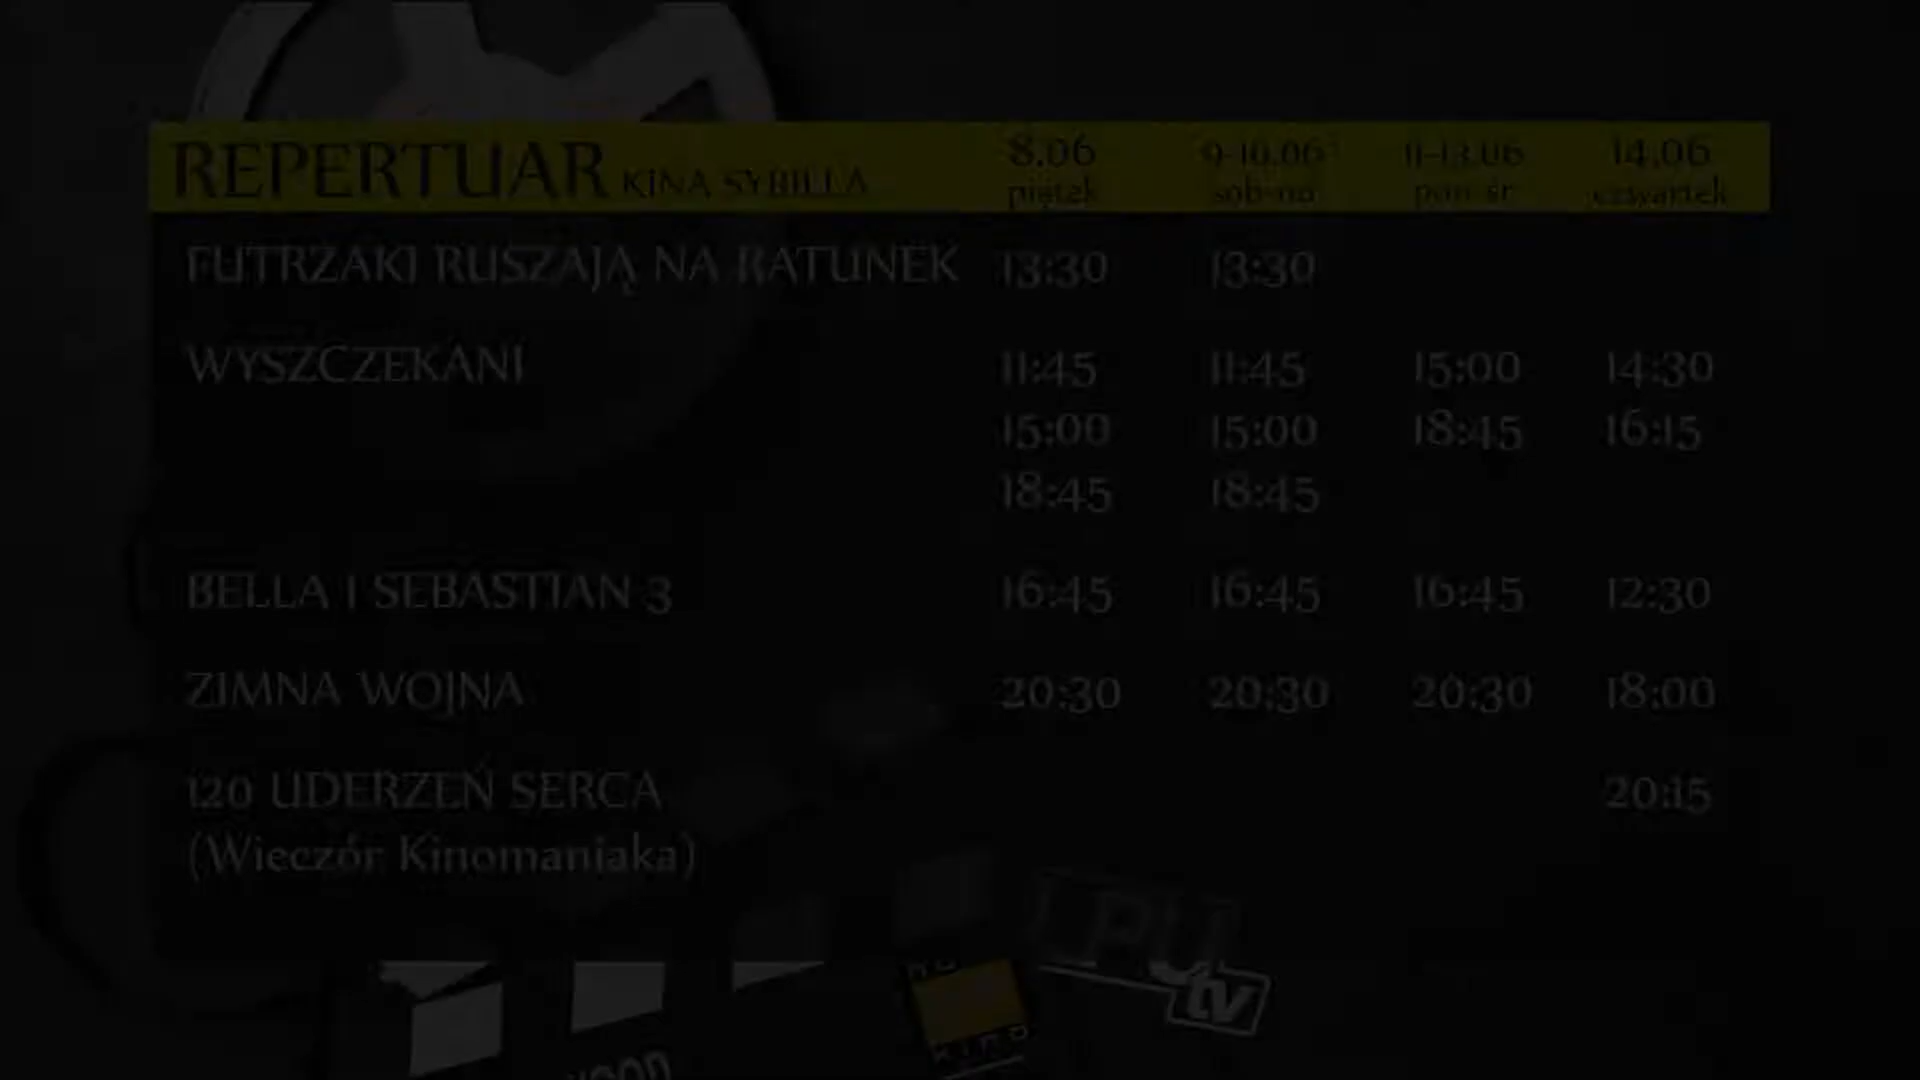 REPERTUAR KINA SYBILLA 8.06 9-10.06 11-13.06 14.06
piątek sob-nd pon-śr czwartek
FUTRZAKI RUSZAJĄ NA RATUNEK 13:30 13:30
WYSZCZEKANI 11:45 11:45 15:00 14:30
15:00 15:00 18:45 16:15
18:45 18:45
BELLA I SEBASTIAN 3 16:45 16:45 16:45 12:30
ZIMNA WOJNA 20:30 20:30 20:30 18:00
120 UDERZEŃ SERCA 20:15
(Wieczór Kinomaniaka)
tv